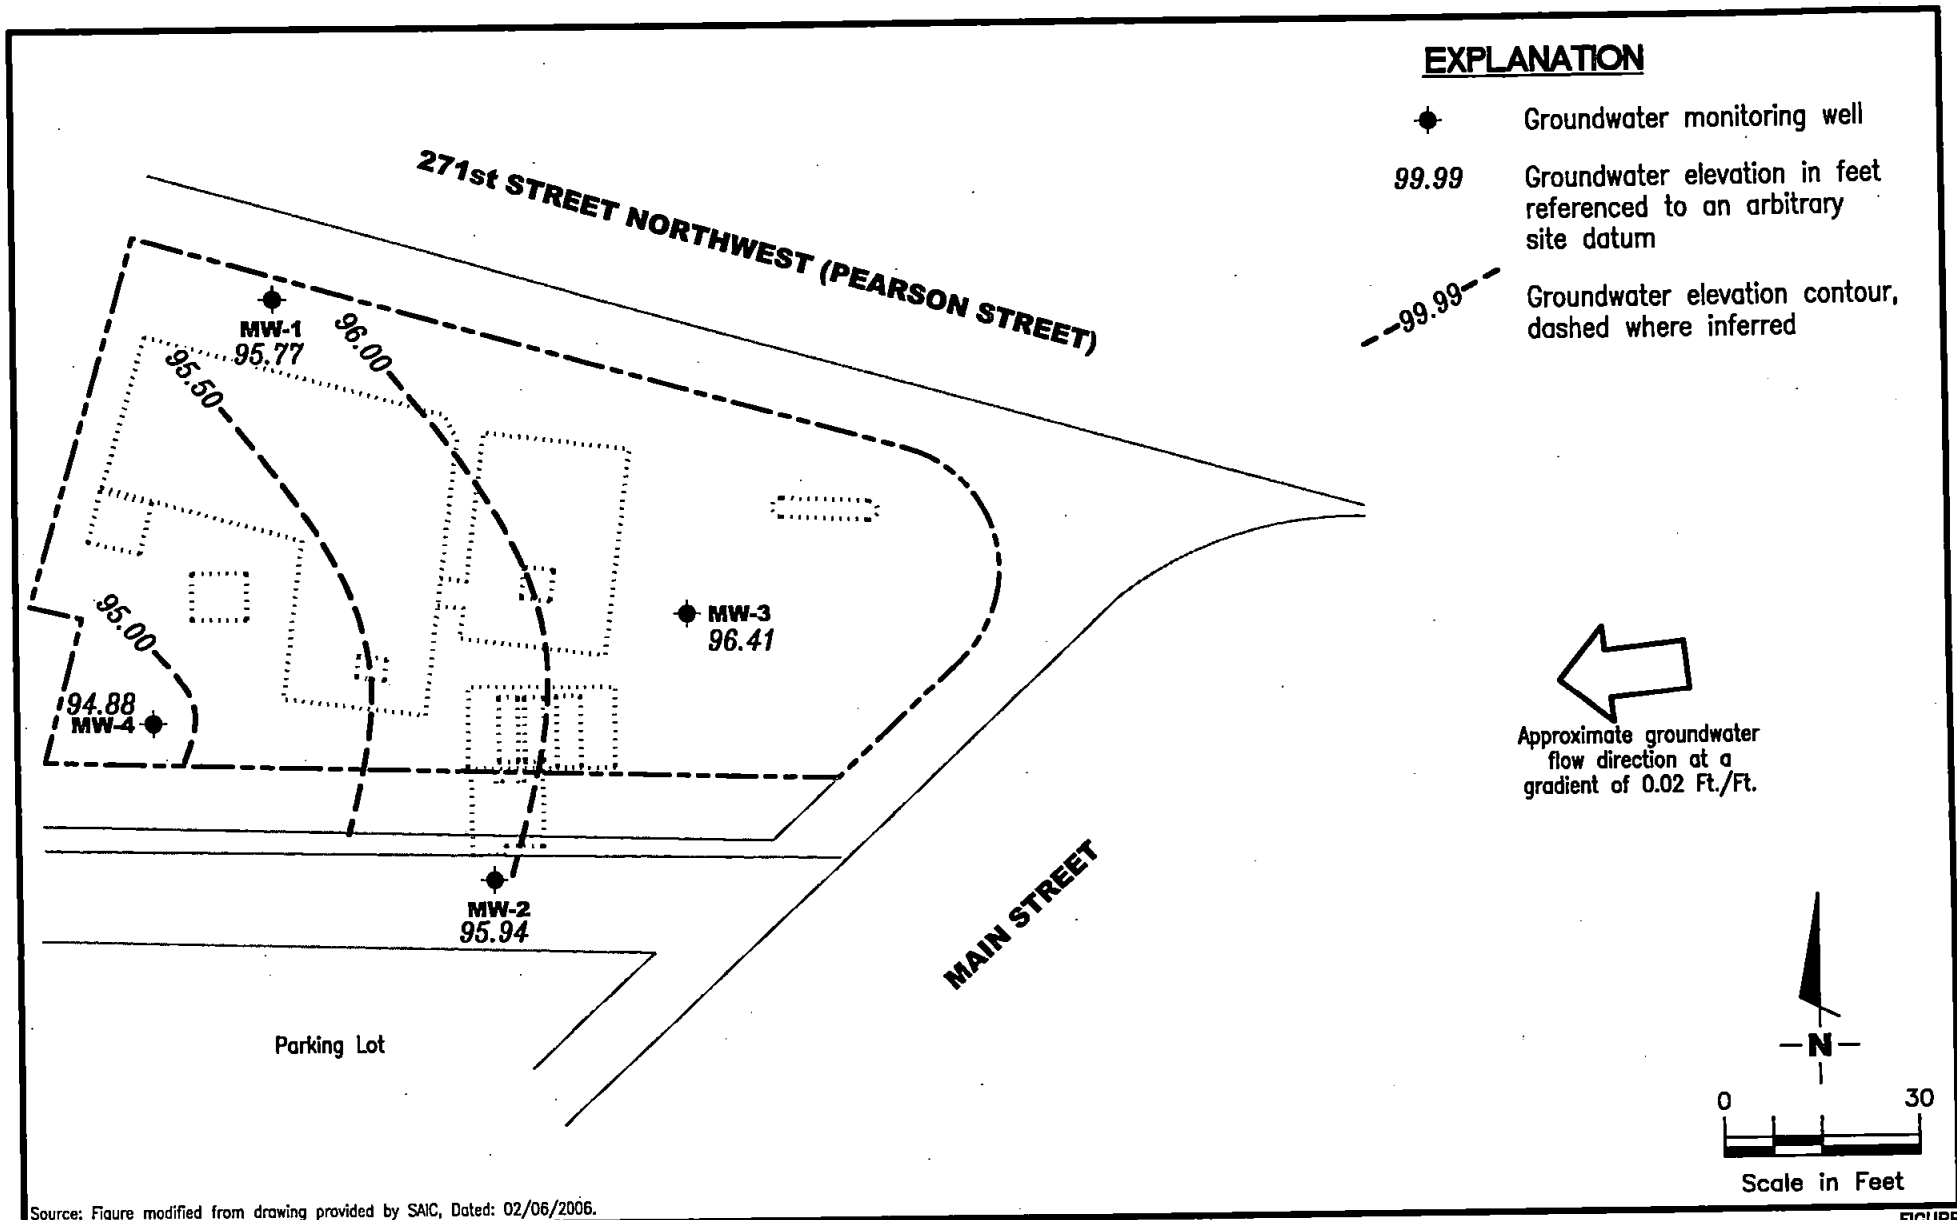 EXPLANATION
Groundwater monitoring well
99.99
Groundwater elevation in feet
referenced to an arbitrary
site datum
99.99
Groundwater elevation contour,
dashed where inferred
271st STREET NORTHWEST (PEARSON STREET)
MW-1
95.77
96.00
95.50
95.00
MW-3
96.41
94.88
MW-4
MW-2
95.94
Approximate groundwater
flow direction at a
gradient of 0.02 Ft./Ft.
MAIN STREET
Parking Lot
N
0 30
Scale in Feet
Source: Figure modified from drawing provided by SAIC, Dated: 02/06/2006.
FIGURE